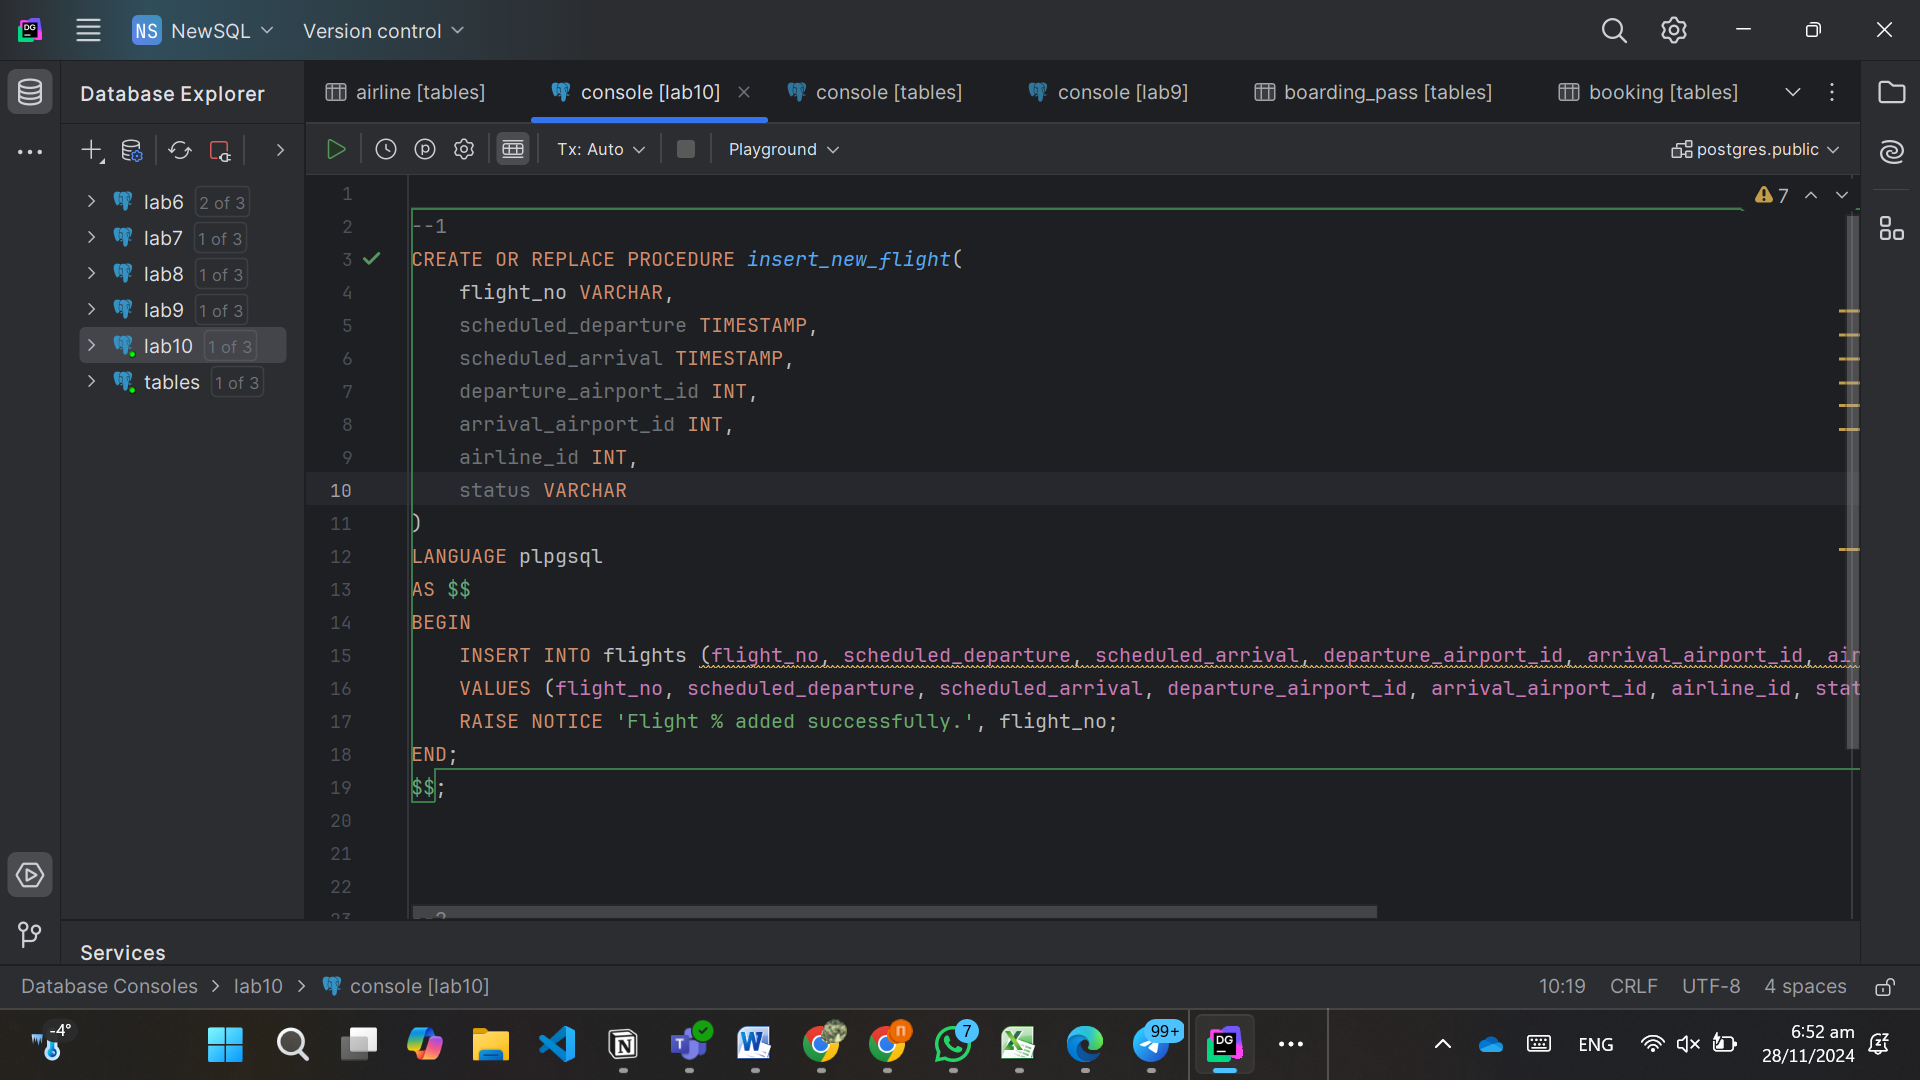 DG NS NewSQL Version control
Database Explorer
airline [tables] console [lab10] console [tables] console [lab9] boarding_pass [tables] booking [tables]
Tx: Auto Playground postgres.public
lab6 2 of 3
lab7 1 of 3
lab8 1 of 3
lab9 1 of 3
lab10 1 of 3
tables 1 of 3
7
1
2 --1
3 CREATE OR REPLACE PROCEDURE insert_new_flight(
4 flight_no VARCHAR,
5 scheduled_departure TIMESTAMP,
6 scheduled_arrival TIMESTAMP,
7 departure_airport_id INT,
8 arrival_airport_id INT,
9 airline_id INT,
10 status VARCHAR
11 )
12 LANGUAGE plpgsql
13 AS $$
14 BEGIN
15 INSERT INTO flights (flight_no, scheduled_departure, scheduled_arrival, departure_airport_id, arrival_airport_id, air
16 VALUES (flight_no, scheduled_departure, scheduled_arrival, departure_airport_id, arrival_airport_id, airline_id, stat
17 RAISE NOTICE 'Flight % added successfully.', flight_no;
18 END;
19 $$;
20
21
22
Services
Database Consoles > lab10 > console [lab10] 10:19 CRLF UTF-8 4 spaces
-4° 7 99+ DG ENG 6:52 am
28/11/2024